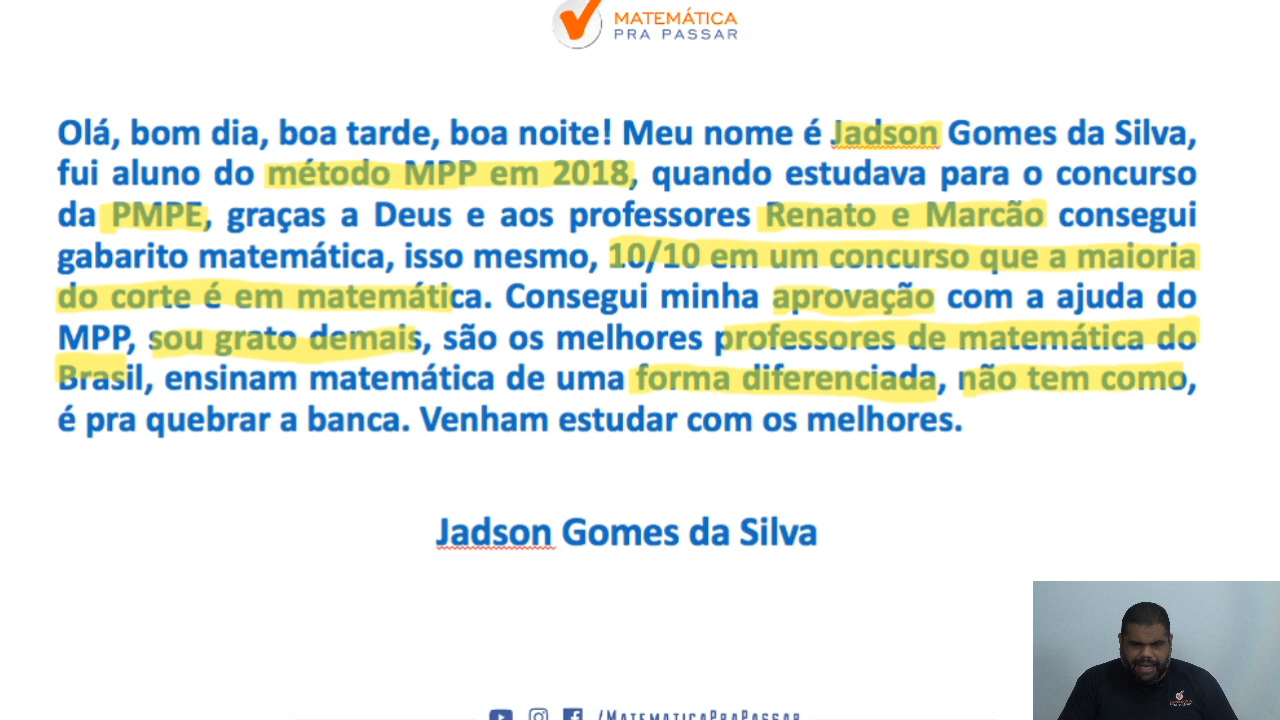 MATEMÁTICA
PRA PASSAR
Olá, bom dia, boa tarde, boa noite! Meu nome é Jadson Gomes da Silva,
fui aluno do método MPP em 2018, quando estudava para o concurso
da PMPE, graças a Deus e aos professores Renato e Marcão consegui
gabarito matemática, isso mesmo, 10/10 em um concurso que a maioria
do corte é em matemática. Consegui minha aprovação com a ajuda do
MPP, sou grato demais, são os melhores professores de matemática do
Brasil, ensinam matemática de uma forma diferenciada, não tem como,
é pra quebrar a banca. Venham estudar com os melhores.
Jadson Gomes da Silva
/MATEMATICAPRAPASSAR